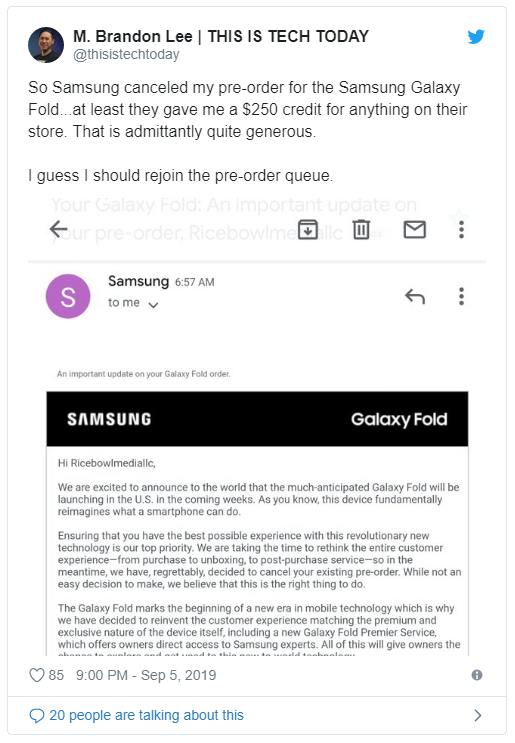 M. Brandon Lee | THIS IS TECH TODAY
@thisistechtoday
So Samsung canceled my pre-order for the Samsung Galaxy
Fold...at least they gave me a $250 credit for anything on their
store. That is admittantly quite generous.
I guess I should rejoin the pre-order queue.
Your Galaxy Fold: An important update on
your pre-order, Ricebowlmediallc
Samsung 6:57 AM
to me
S
An important update on your Galaxy Fold order.
SAMSUNG Galaxy Fold
Hi Ricebowlmediallc,
We are excited to announce to the world that the much-anticipated Galaxy Fold will be
launching in the U.S. in the coming weeks. As you know, this device fundamentally
reimagines what a smartphone can do.
Ensuring that you have the best possible experience with this revolutionary new
technology is our top priority. We are taking the time to rethink the entire customer
experience—from purchase to unboxing, to post-purchase service—so in the
meantime, we have, regrettably, decided to cancel your existing pre-order. While not an
easy decision to make, we believe that this is the right thing to do.
The Galaxy Fold marks the beginning of a new era in mobile technology which is why
we have decided to reinvent the customer experience matching the premium and
exclusive nature of the device itself, including a new Galaxy Fold Premier Service,
which offers owners direct access to Samsung experts. All of this will give owners the
85 9:00 PM - Sep 5, 2019
20 people are talking about this